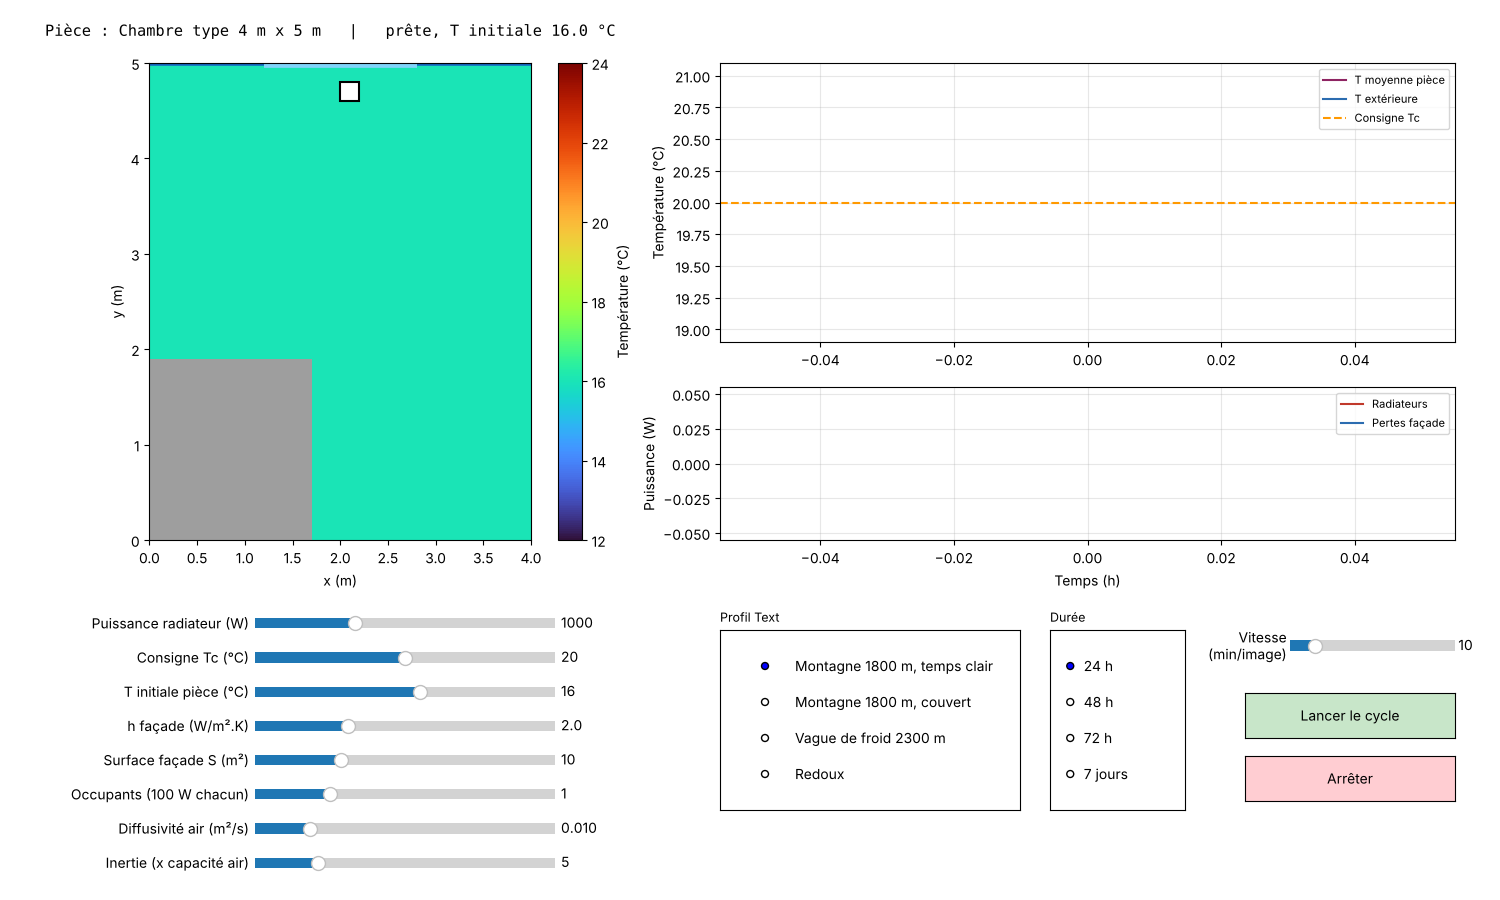 Pièce : Chambre type 4 m x 5 m | prête, T initiale 16.0 °C
5
4
3
2
1
0
y (m)
0.0 0.5 1.0 1.5 2.0 2.5 3.0 3.5 4.0
x (m)
24
22
20
18
16
14
12
Température (°C)
21.00
20.75
20.50
20.25
20.00
19.75
19.50
19.25
19.00
Température (°C)
T moyenne pièce
T extérieure
Consigne Tc
−0.04 −0.02 0.00 0.02 0.04
0.050
0.025
0.000
−0.025
−0.050
Puissance (W)
Radiateurs
Pertes façade
−0.04 −0.02 0.00 0.02 0.04
Temps (h)
Puissance radiateur (W) 1000
Consigne Tc (°C) 20
T initiale pièce (°C) 16
h façade (W/m².K) 2.0
Surface façade S (m²) 10
Occupants (100 W chacun) 1
Diffusivité air (m²/s) 0.010
Inertie (x capacité air) 5
Profil Text
Montagne 1800 m, temps clair
Montagne 1800 m, couvert
Vague de froid 2300 m
Redoux
Durée
24 h
48 h
72 h
7 jours
Vitesse
(min/image) 10
Lancer le cycle
Arrêter